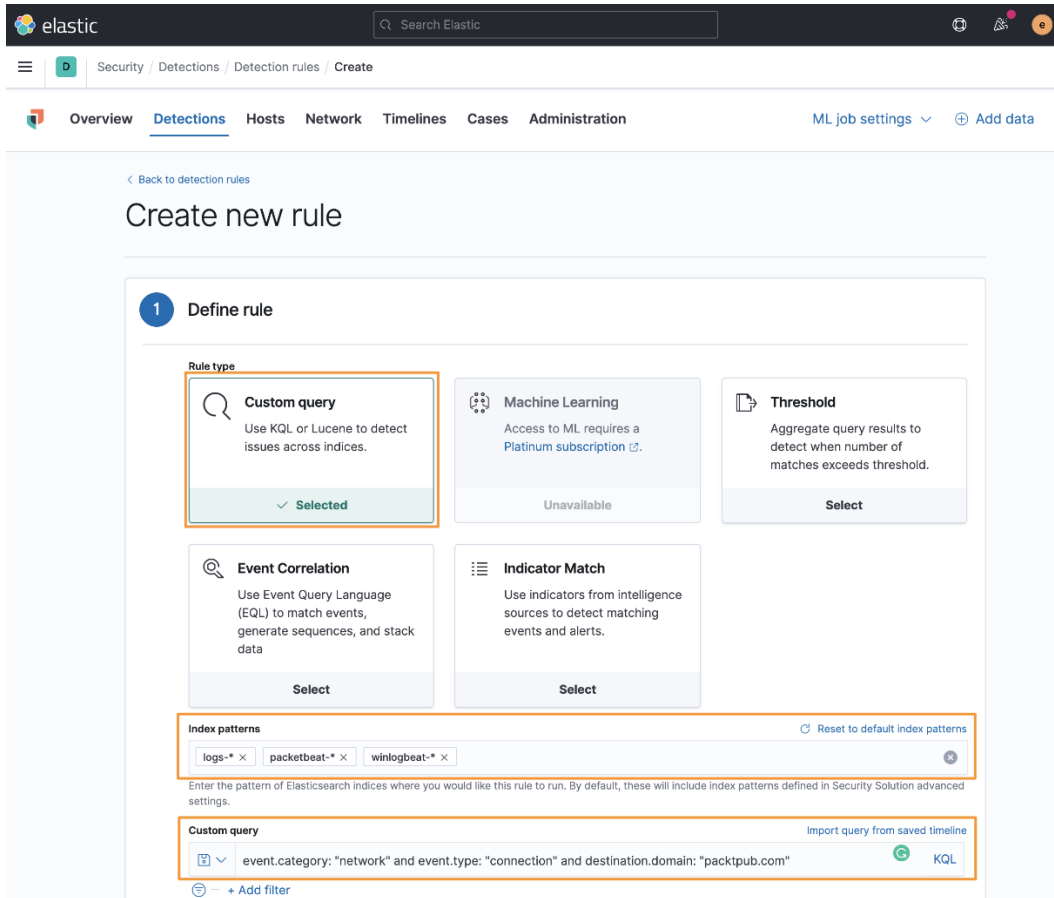 elastic
Search Elastic
e
D
Security / Detections / Detection rules / Create
Overview Detections Hosts Network Timelines Cases Administration ML job settings Add data
Back to detection rules
Create new rule
1 Define rule
Rule type
Custom query
Use KQL or Lucene to detect
issues across indices.
Selected
Machine Learning
Access to ML requires a
Platinum subscription.
Unavailable
Threshold
Aggregate query results to
detect when number of
matches exceeds threshold.
Select
Event Correlation
Use Event Query Language
(EQL) to match events,
generate sequences, and stack
data
Select
Indicator Match
Use indicators from intelligence
sources to detect matching
events and alerts.
Select
Index patterns Reset to default index patterns
logs-* packetbeat-* winlogbeat-*
Enter the pattern of Elasticsearch indices where you would like this rule to run. By default, these will include index patterns defined in Security Solution advanced
settings.
Custom query Import query from saved timeline
event.category: "network" and event.type: "connection" and destination.domain: "packtpub.com" KQL
+ Add filter